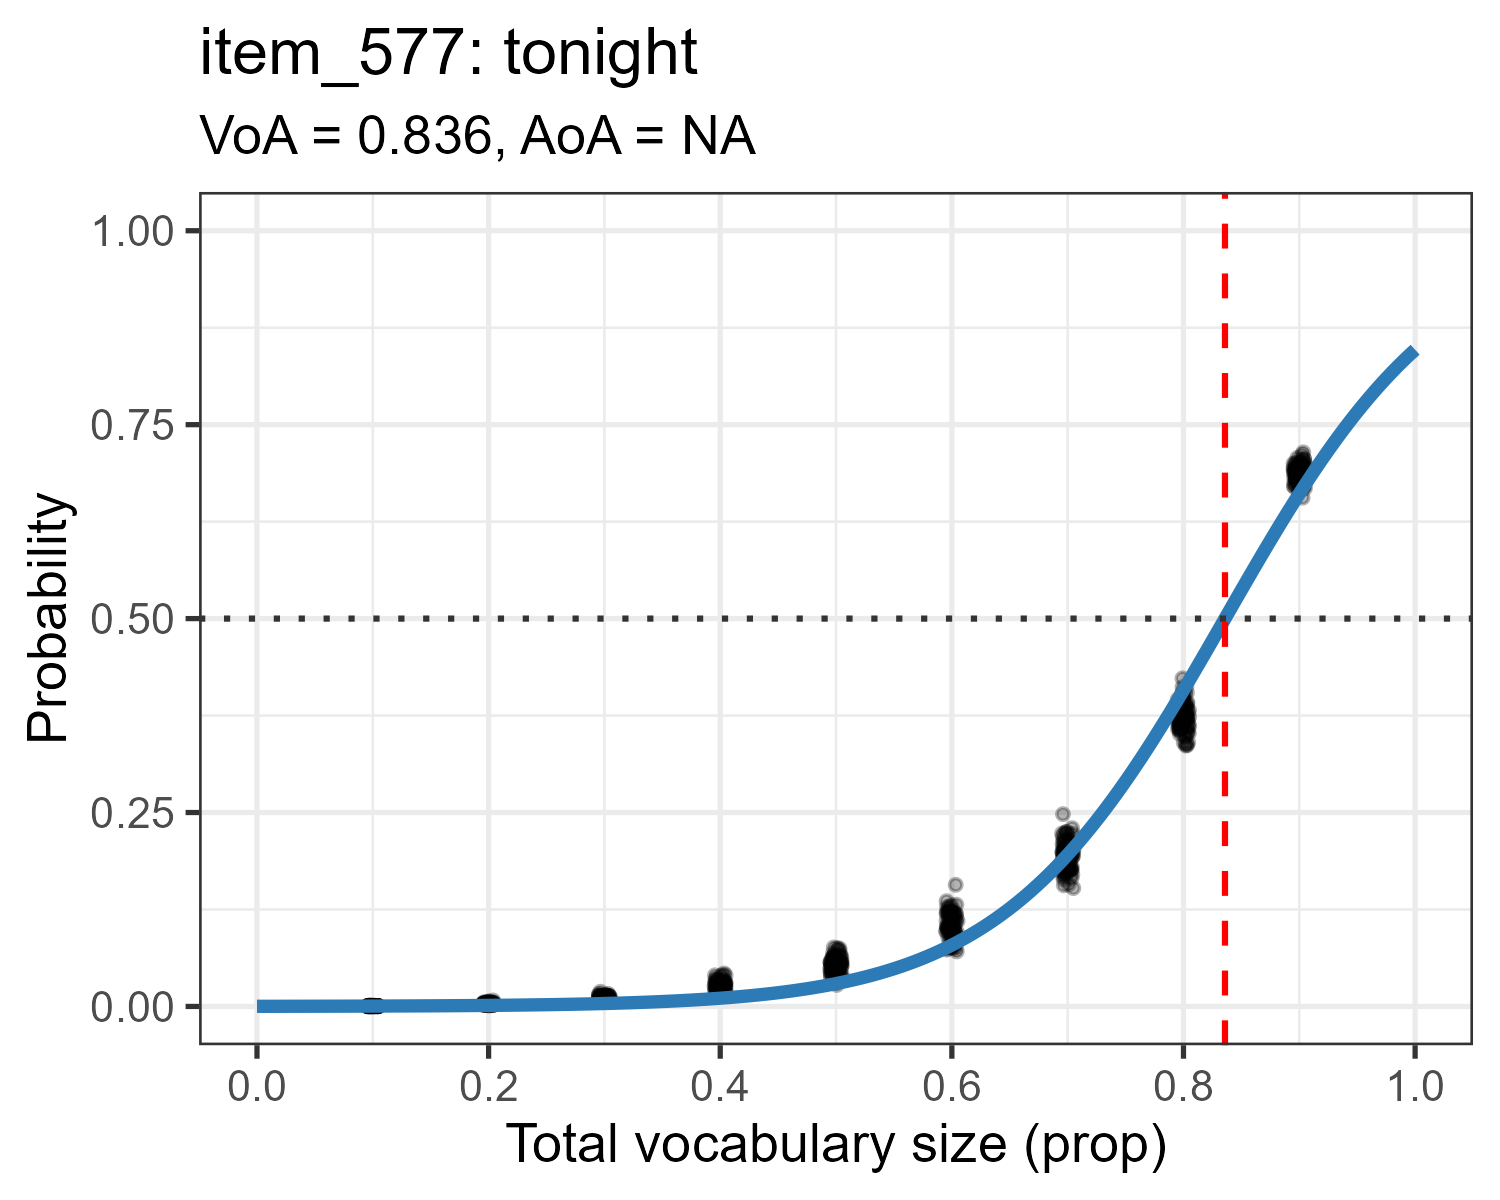 item_577: tonight
VoA = 0.836, AoA = NA
1.00
0.75
0.50
0.25
0.00
Probability
0.0 0.2 0.4 0.6 0.8 1.0
Total vocabulary size (prop)